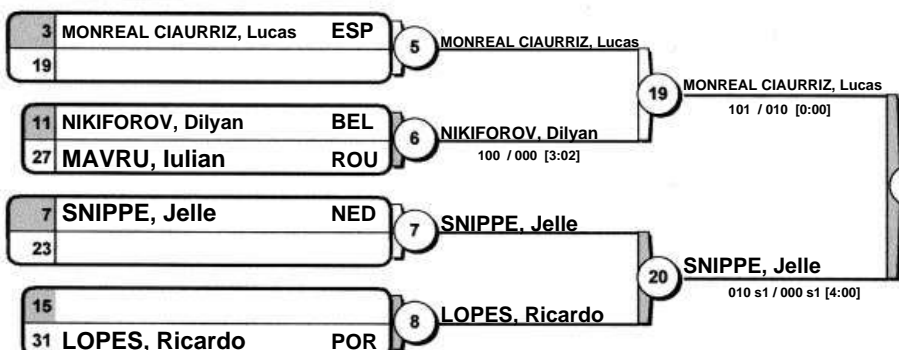 3 MONREAL CIAURRIZ, Lucas ESP
19
5
MONREAL CIAURRIZ, Lucas
11 NIKIFOROV, Dilyan BEL
27 MAVRU, Iulian ROU
6
NIKIFOROV, Dilyan
100 / 000 [3:02]
19
MONREAL CIAURRIZ, Lucas
101 / 010 [0:00]
7 SNIPPE, Jelle NED
23
7
SNIPPE, Jelle
15
31 LOPES, Ricardo POR
8
LOPES, Ricardo
20
SNIPPE, Jelle
010 s1 / 000 s1 [4:00]